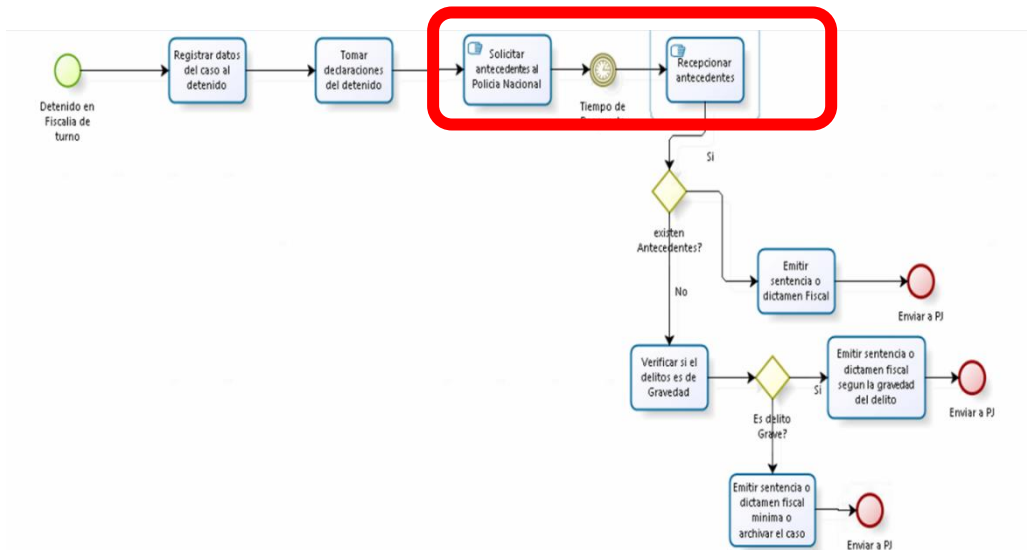 Registrar datos
del caso al
detenido
Tomar
declaraciones
del detenido
Solicitar
antecedentes al
Policia Nacional
Recepcionar
antecedentes
Detenido en
Fiscalia de
turno
Tiempo de
Si
existen
Antecedentes?
Emitir
sentencia o
dictamen Fiscal
Enviar a PJ
No
Verificar si el
delitos es de
Gravedad
Es delito
Grave?
Si
Emitir sentencia o
dictamen fiscal
segun la gravedad
del delito
Enviar a PJ
Emitir sentencia o
dictamen fiscal
minima o
archivar el caso
Enviar a PJ